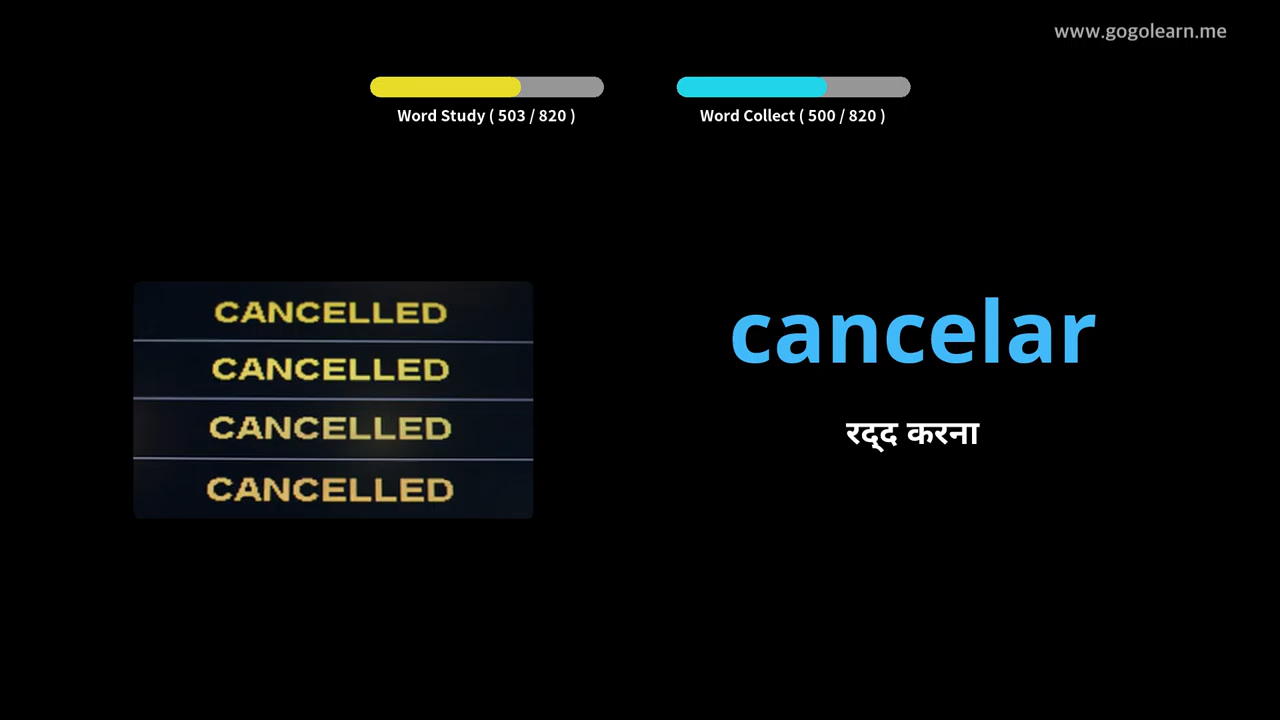 www.gogolearn.me
Word Study ( 503 / 820 )
Word Collect ( 500 / 820 )
CANCELLED
CANCELLED
CANCELLED
CANCELLED
cancelar
रद्द करना